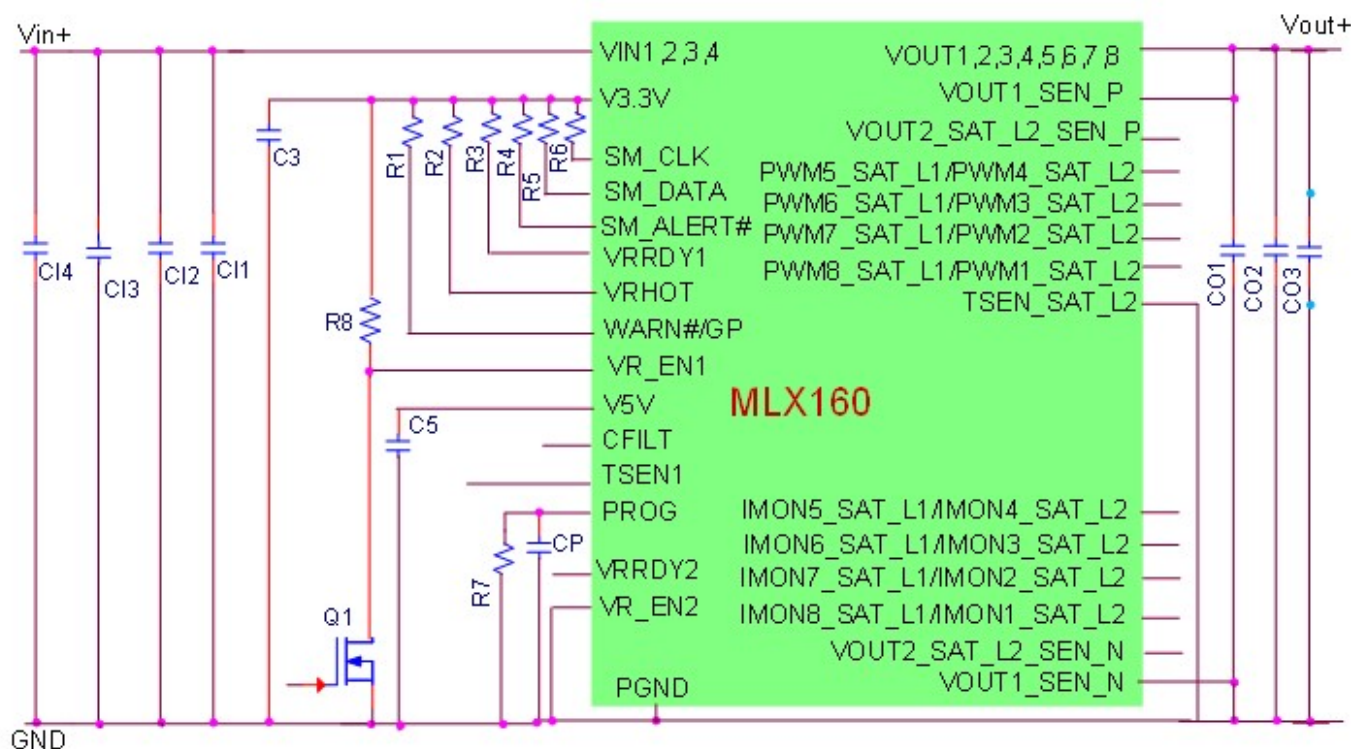 Vin+
Vout+
VIN1,2,3,4
VOUT1,2,3,4,5,6,7,8
V3.3V
VOUT1_SEN_P
C3
R1
R2
R3
R4
R5
R6
VOUT2_SAT_L2_SEN_P
SM_CLK
PWM5_SAT_L1/PWM4_SAT_L2
SM_DATA
PWM6_SAT_L1/PWM3_SAT_L2
SM_ALERT#
PWM7_SAT_L1/PWM2_SAT_L2
VRRDY1
PWM8_SAT_L1/PWM1_SAT_L2
CI4
CI3
CI2
CI1
CO1
CO2
CO3
VRHOT
TSEN_SAT_L2
R8
WARN#/GP
VR_EN1
MLX160
V5V
C5
CFILT
TSEN1
PROG
IMON5_SAT_L1/IMON4_SAT_L2
CP
IMON6_SAT_L1/IMON3_SAT_L2
R7
VRRDY2
IMON7_SAT_L1/IMON2_SAT_L2
VR_EN2
IMON8_SAT_L1/IMON1_SAT_L2
Q1
VOUT2_SAT_L2_SEN_N
PGND
VOUT1_SEN_N
GND